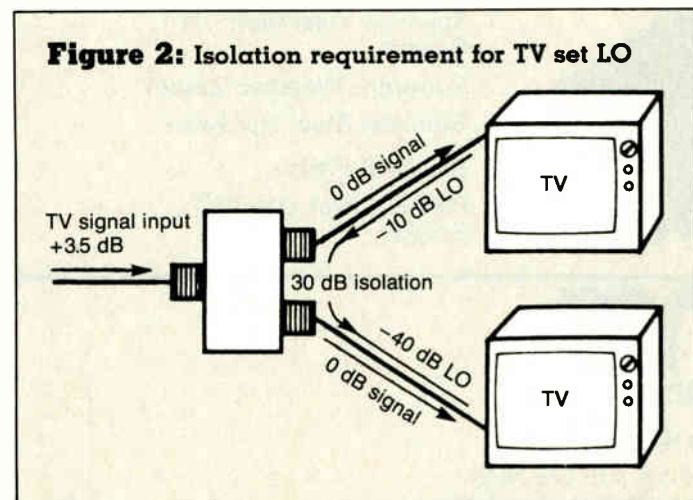 Figure 2: Isolation requirement for TV set LO
0 dB signal
−10 dB LO
TV
TV signal input
+3.5 dB
30 dB isolation
−40 dB LO
0 dB signal
TV